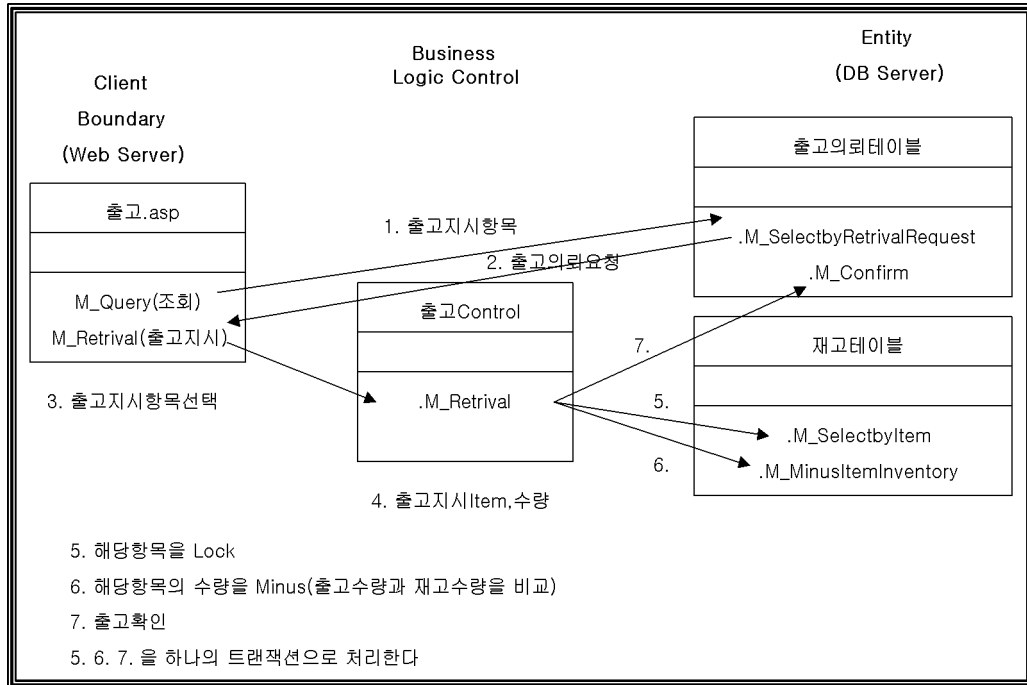 Client
Boundary
(Web Server)
Business
Logic Control
Entity
(DB Server)
출고.asp
M_Query(조회)
M_Retrival(출고지시)
1. 출고지시항목
2. 출고의뢰요청
출고의뢰테이블
.M_SelectbyRetrivalRequest
.M_Confirm
출고Control
.M_Retrival
7.
재고테이블
5.
.M_SelectbyItem
6.
.M_MinusItemInventory
3. 출고지시항목선택
4. 출고지시Item,수량
5. 해당항목을 Lock
6. 해당항목의 수량을 Minus(출고수량과 재고수량을 비교)
7. 출고확인
5. 6. 7. 을 하나의 트랜잭션으로 처리한다